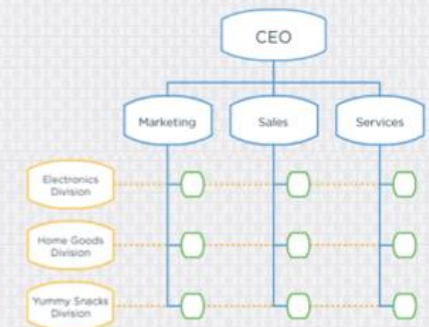 CEO
Marketing
Sales
Services
Electronics
Division
Home Goods
Division
Yummy Snacks
Division